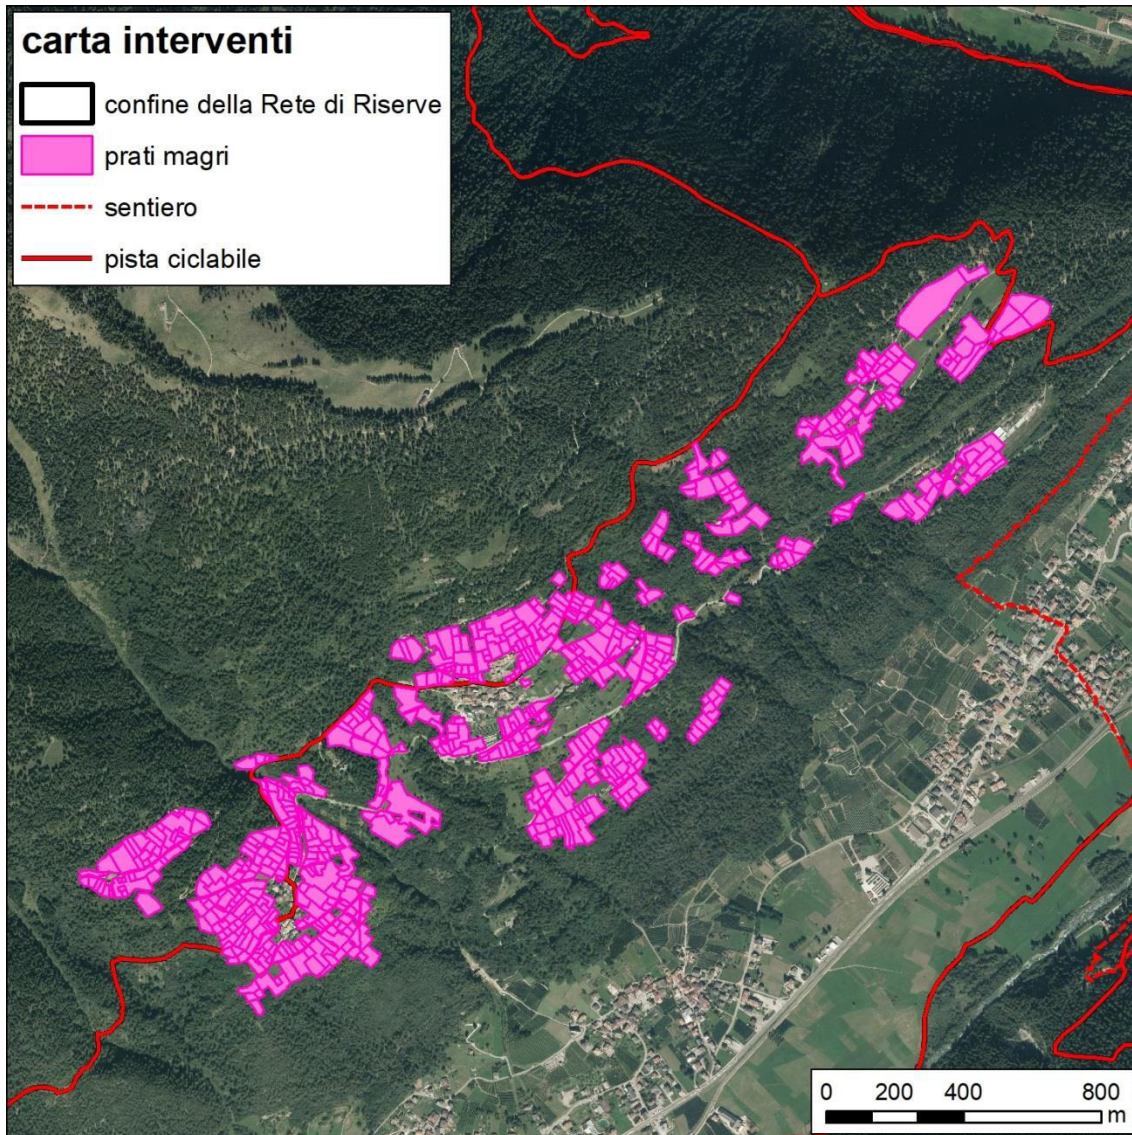 carta interventi
confine della Rete di Riserve
prati magri
sentiero
pista ciclabile
0 200 400 800
m